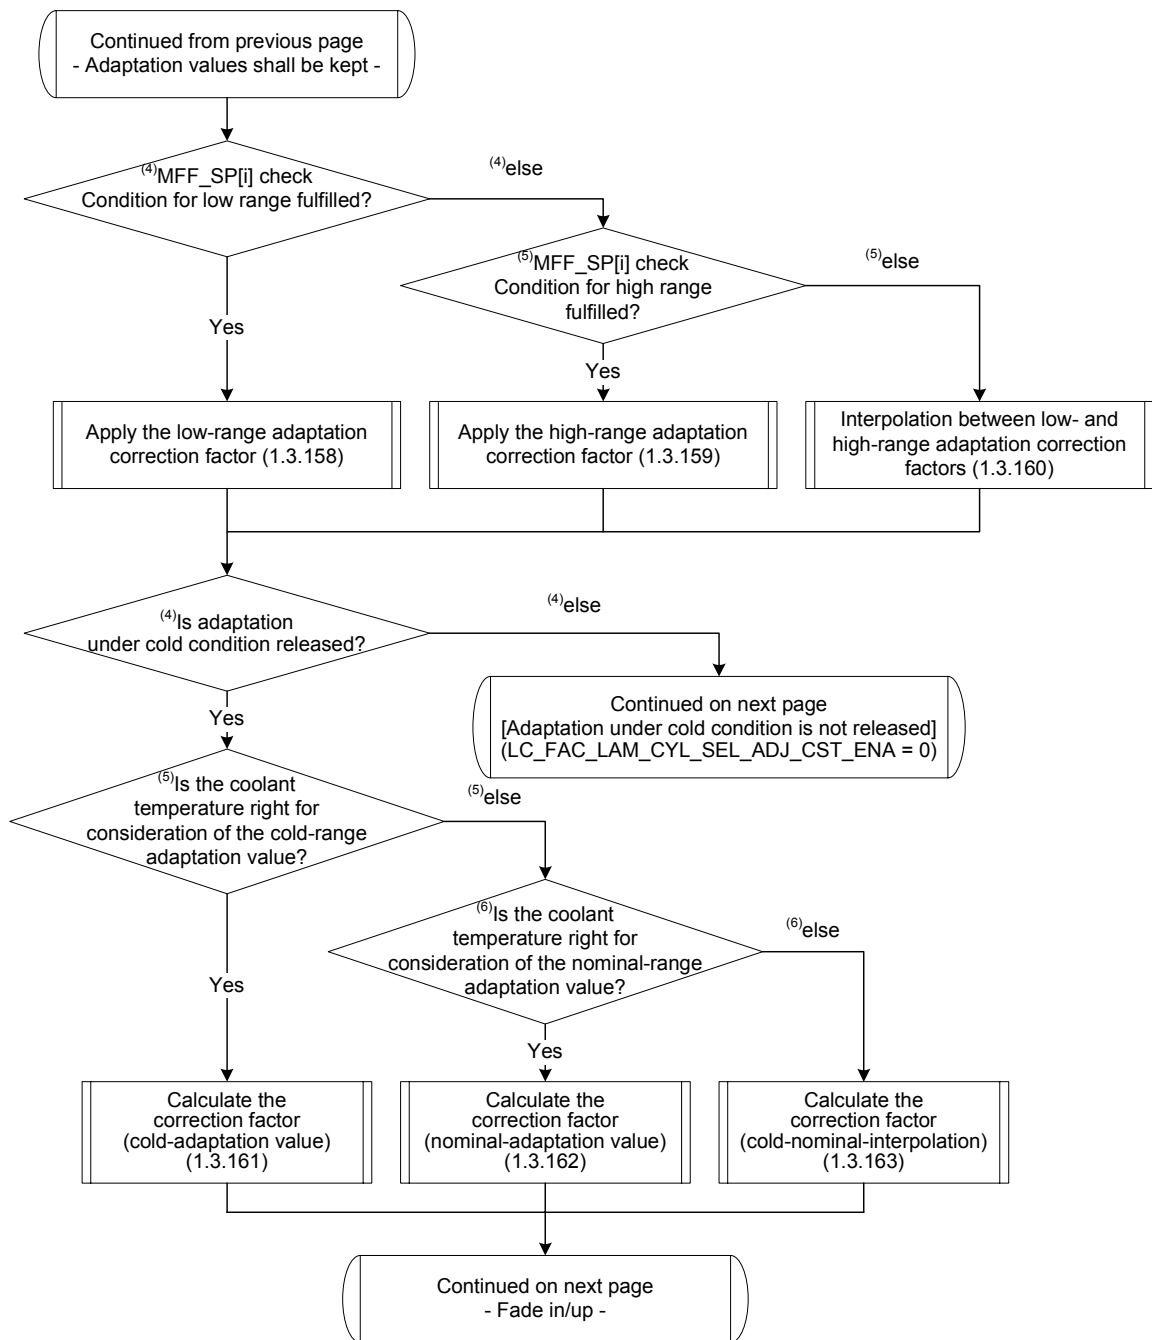 Continued from previous page
- Adaptation values shall be kept -
(4)MFF_SP[i] check
Condition for low range fulfilled?
(4)else
(5)MFF_SP[i] check
Condition for high range
fulfilled?
(5)else
Yes
Yes
Apply the low-range adaptation
correction factor (1.3.158)
Apply the high-range adaptation
correction factor (1.3.159)
Interpolation between low- and
high-range adaptation correction
factors (1.3.160)
(4)Is adaptation
under cold condition released?
(4)else
Yes
Continued on next page
[Adaptation under cold condition is not released]
(LC_FAC_LAM_CYL_SEL_ADJ_CST_ENA = 0)
(5)Is the coolant
temperature right for
consideration of the cold-range
adaptation value?
(5)else
(6)Is the coolant
temperature right for
consideration of the nominal-range
adaptation value?
(6)else
Yes
Yes
Calculate the
correction factor
(cold-adaptation value)
(1.3.161)
Calculate the
correction factor
(nominal-adaptation value)
(1.3.162)
Calculate the
correction factor
(cold-nominal-interpolation)
(1.3.163)
Continued on next page
- Fade in/up -